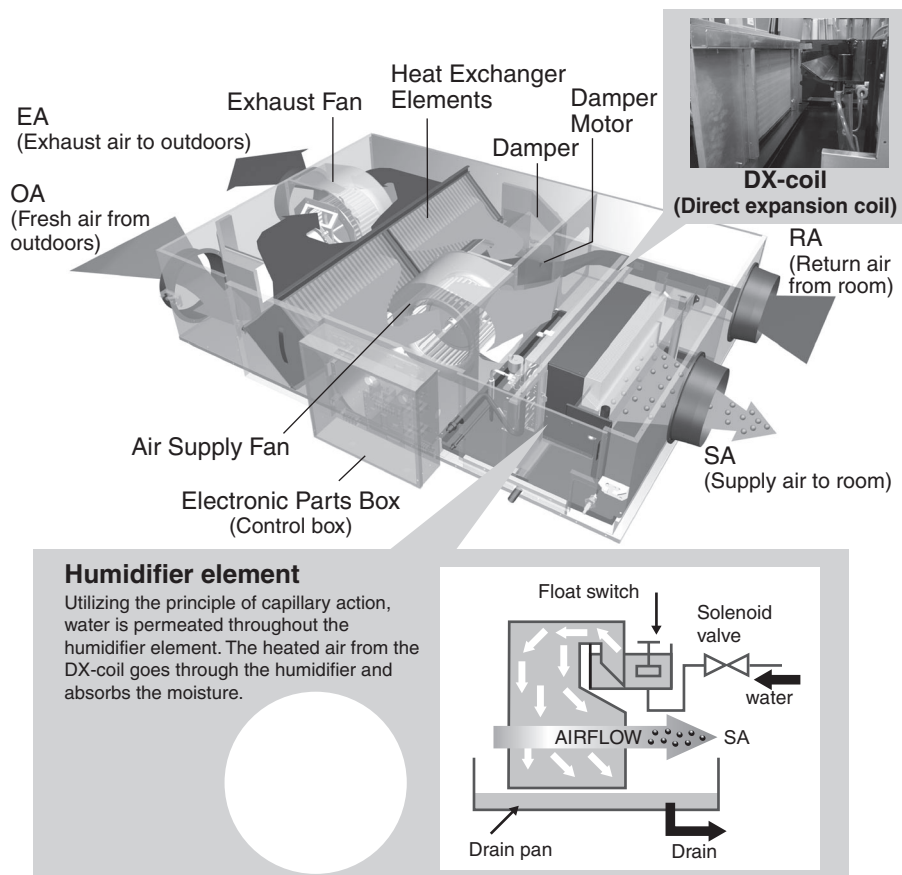 EA
(Exhaust air to outdoors)
Exhaust Fan
Heat Exchanger
Elements
Damper
Motor
Damper
DX-coil
(Direct expansion coil)
OA
(Fresh air from
outdoors)
RA
(Return air
from room)
Air Supply Fan
SA
(Supply air to room)
Electronic Parts Box
(Control box)
Humidifier element
Utilizing the principle of capillary action,
water is permeated throughout the
humidifier element. The heated air from the
DX-coil goes through the humidifier and
absorbs the moisture.
Float switch
Solenoid
valve
water
AIRFLOW
SA
Drain pan
Drain